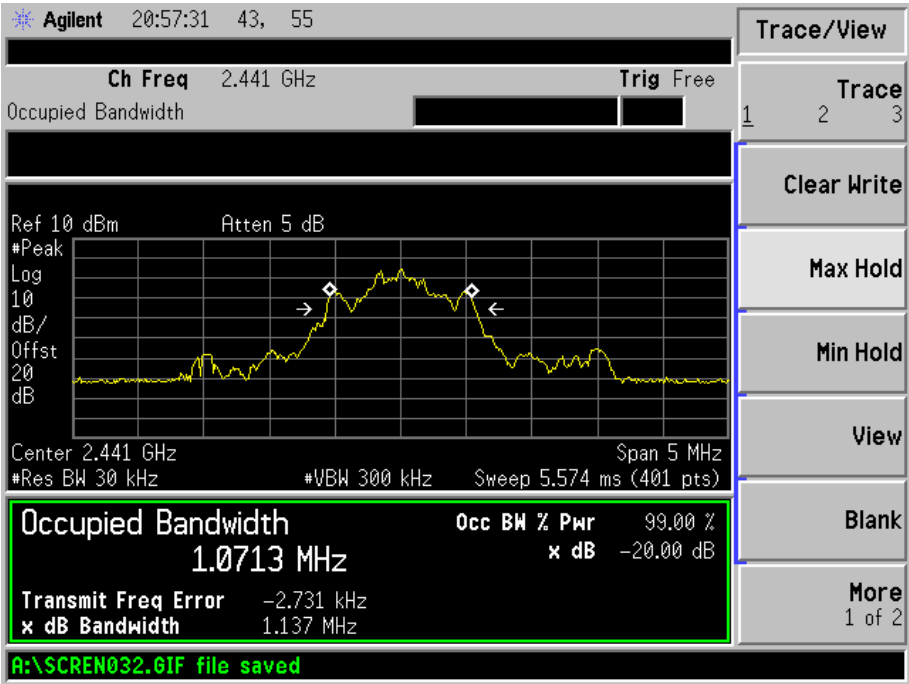 Agilent 20:57:31 43, 55
Trace/View
Ch Freq 2.441 GHz Trig Free
Occupied Bandwidth
Trace
1 2 3
Clear Write
Max Hold
Min Hold
View
Blank
More
1 of 2
Ref 10 dBm Atten 5 dB
#Peak
Log
10
dB/
Offst
20
dB
Center 2.441 GHz Span 5 MHz
#Res BW 30 kHz #VBW 300 kHz Sweep 5.574 ms (401 pts)
Occupied Bandwidth Occ BW % Pwr 99.00 %
1.0713 MHz x dB -20.00 dB
Transmit Freq Error -2.731 kHz
x dB Bandwidth 1.137 MHz
A:\SCREN032.GIF file saved